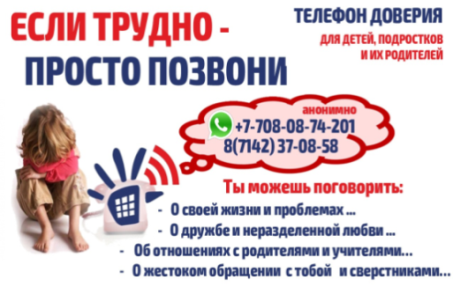 ЕСЛИ ТРУДНО -
ПРОСТО ПОЗВОНИ
ТЕЛЕФОН ДОВЕРИЯ
ДЛЯ ДЕТЕЙ, ПОДРОСТКОВ
И ИХ РОДИТЕЛЕЙ
анонимно
+7-708-08-74-201
8(7142) 37-08-58
Ты можешь поговорить:
- О своей жизни и проблемах ...
- О дружбе и неразделенной любви ...
- Об отношениях с родителями и учителями...
- О жестоком обращении с тобой и сверстниками...